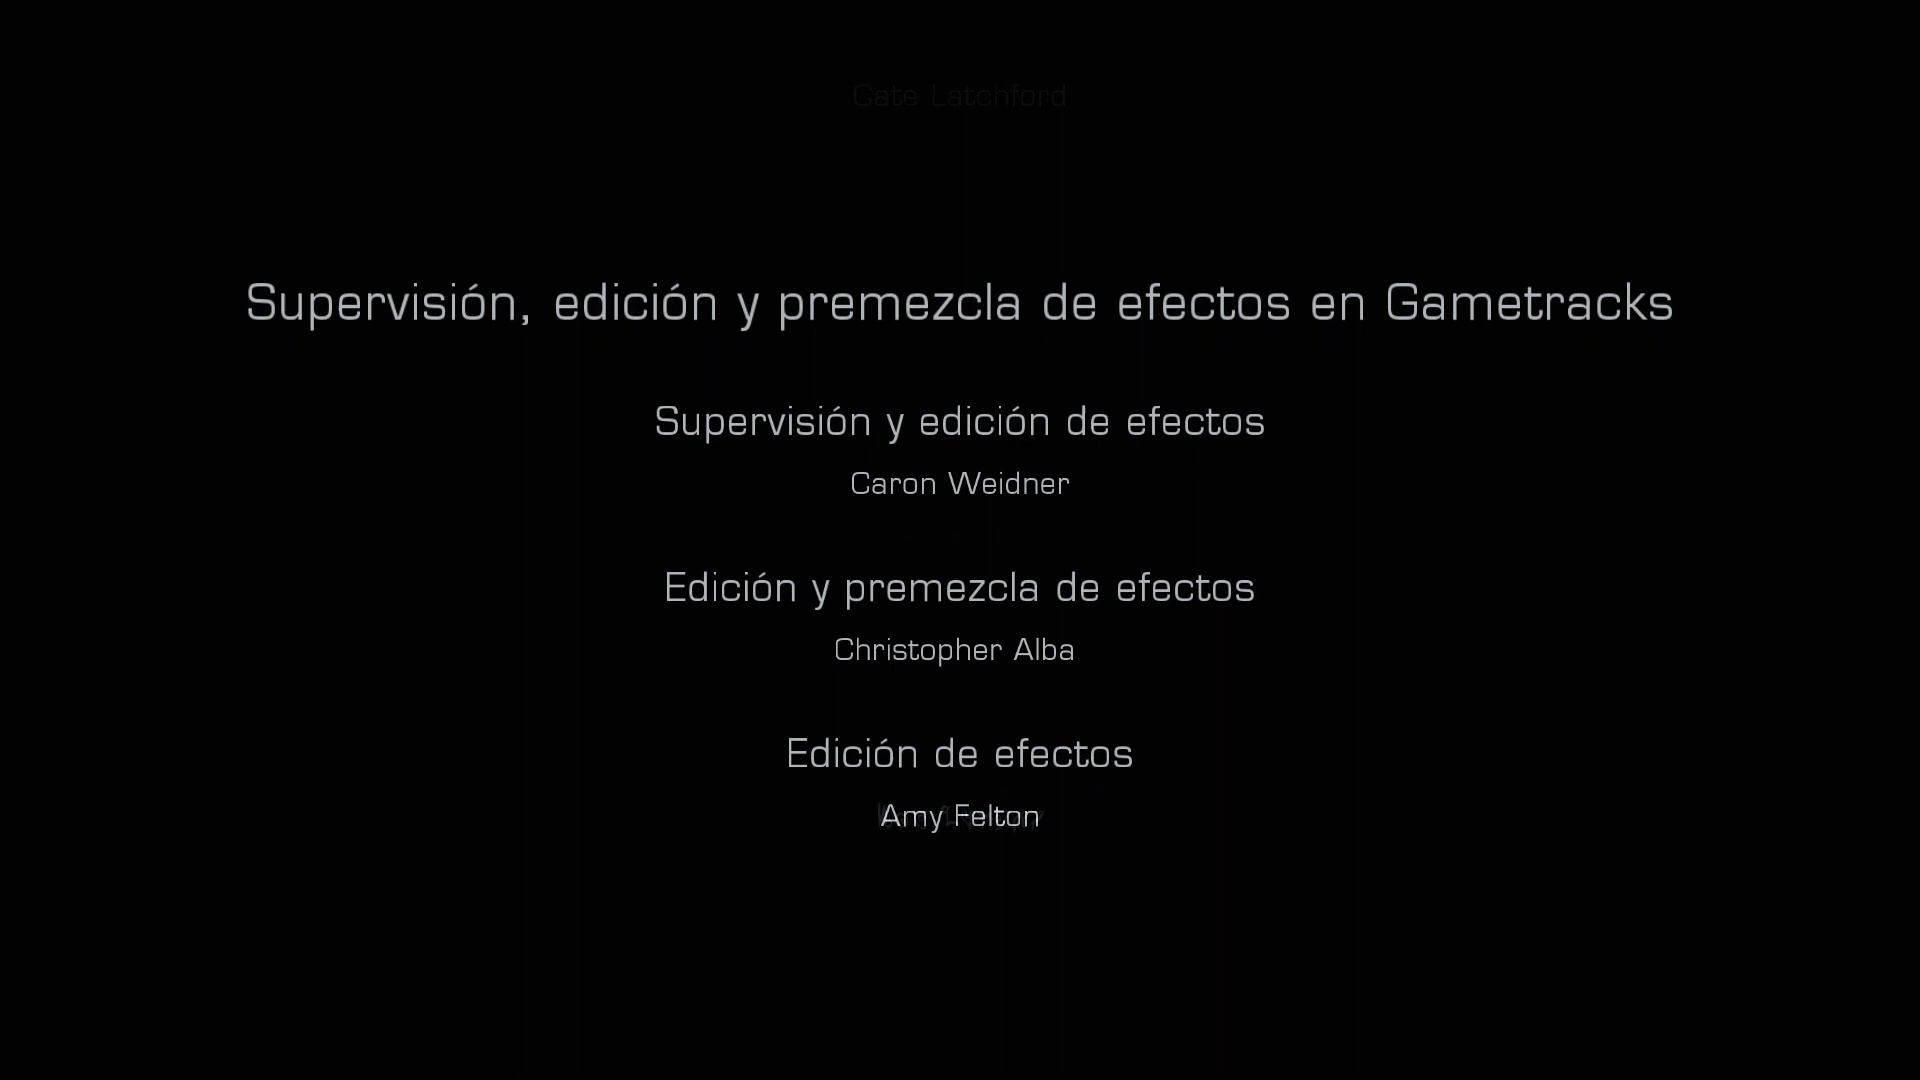 Cate Latchford
Supervisión, edición y premezcla de efectos en Gametracks
Supervisión y edición de efectos
Caron Weidner
Edición y premezcla de efectos
Christopher Alba
Edición de efectos
Amy Felton